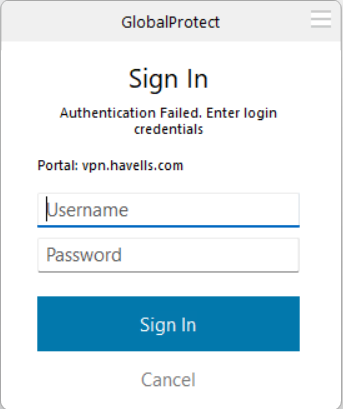 GlobalProtect
Sign In
Authentication Failed. Enter login
credentials
Portal: vpn.havells.com
Username
Password
Sign In
Cancel